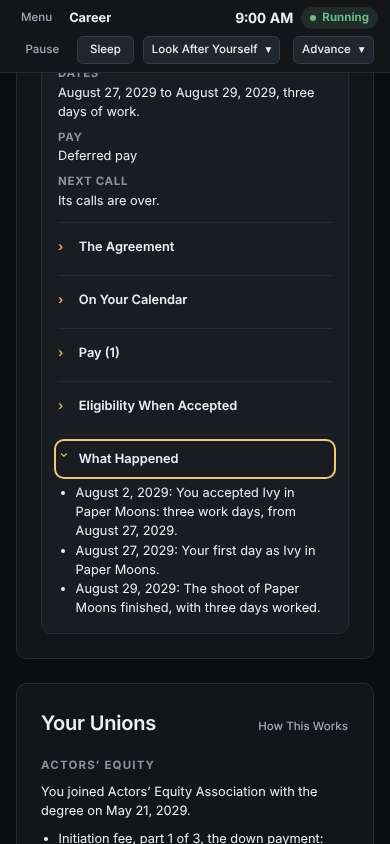 Menu Career 9:00 AM Running
Pause Sleep Look After Yourself ▾ Advance ▾
DATES
August 27, 2029 to August 29, 2029, three
days of work.
PAY
Deferred pay
NEXT CALL
Its calls are over.
› The Agreement
› On Your Calendar
› Pay (1)
› Eligibility When Accepted
What Happened
• August 2, 2029: You accepted Ivy in
Paper Moons: three work days, from
August 27, 2029.
• August 27, 2029: Your first day as Ivy in
Paper Moons.
• August 29, 2029: The shoot of Paper
Moons finished, with three days worked.
Your Unions How This Works
ACTORS’ EQUITY
You joined Actors’ Equity Association with the
degree on May 21, 2029.
• Initiation fee, part 1 of 3, the down payment: